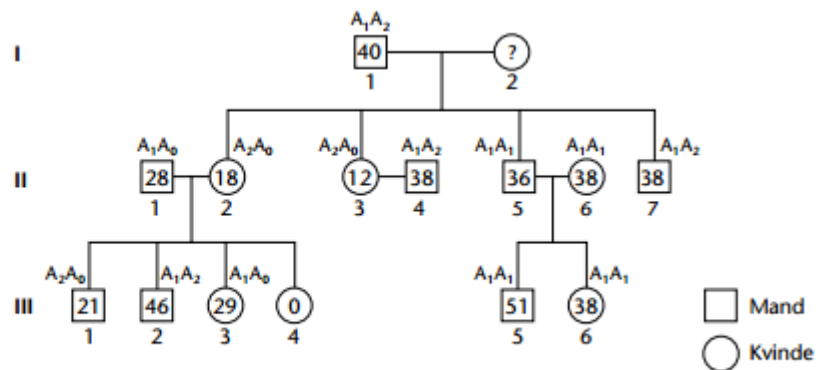 A₁A₂
I 40 ?
1 2
A₁A₀ A₂A₀ A₂A₀ A₁A₂ A₁A₁ A₁A₁ A₁A₂
II 28 18 12 38 36 38 38
1 2 3 4 5 6 7
A₂A₀ A₁A₂ A₁A₀ A₁A₁ A₁A₁
III 21 46 29 0 51 38
1 2 3 4 5 6
Mand
Kvinde